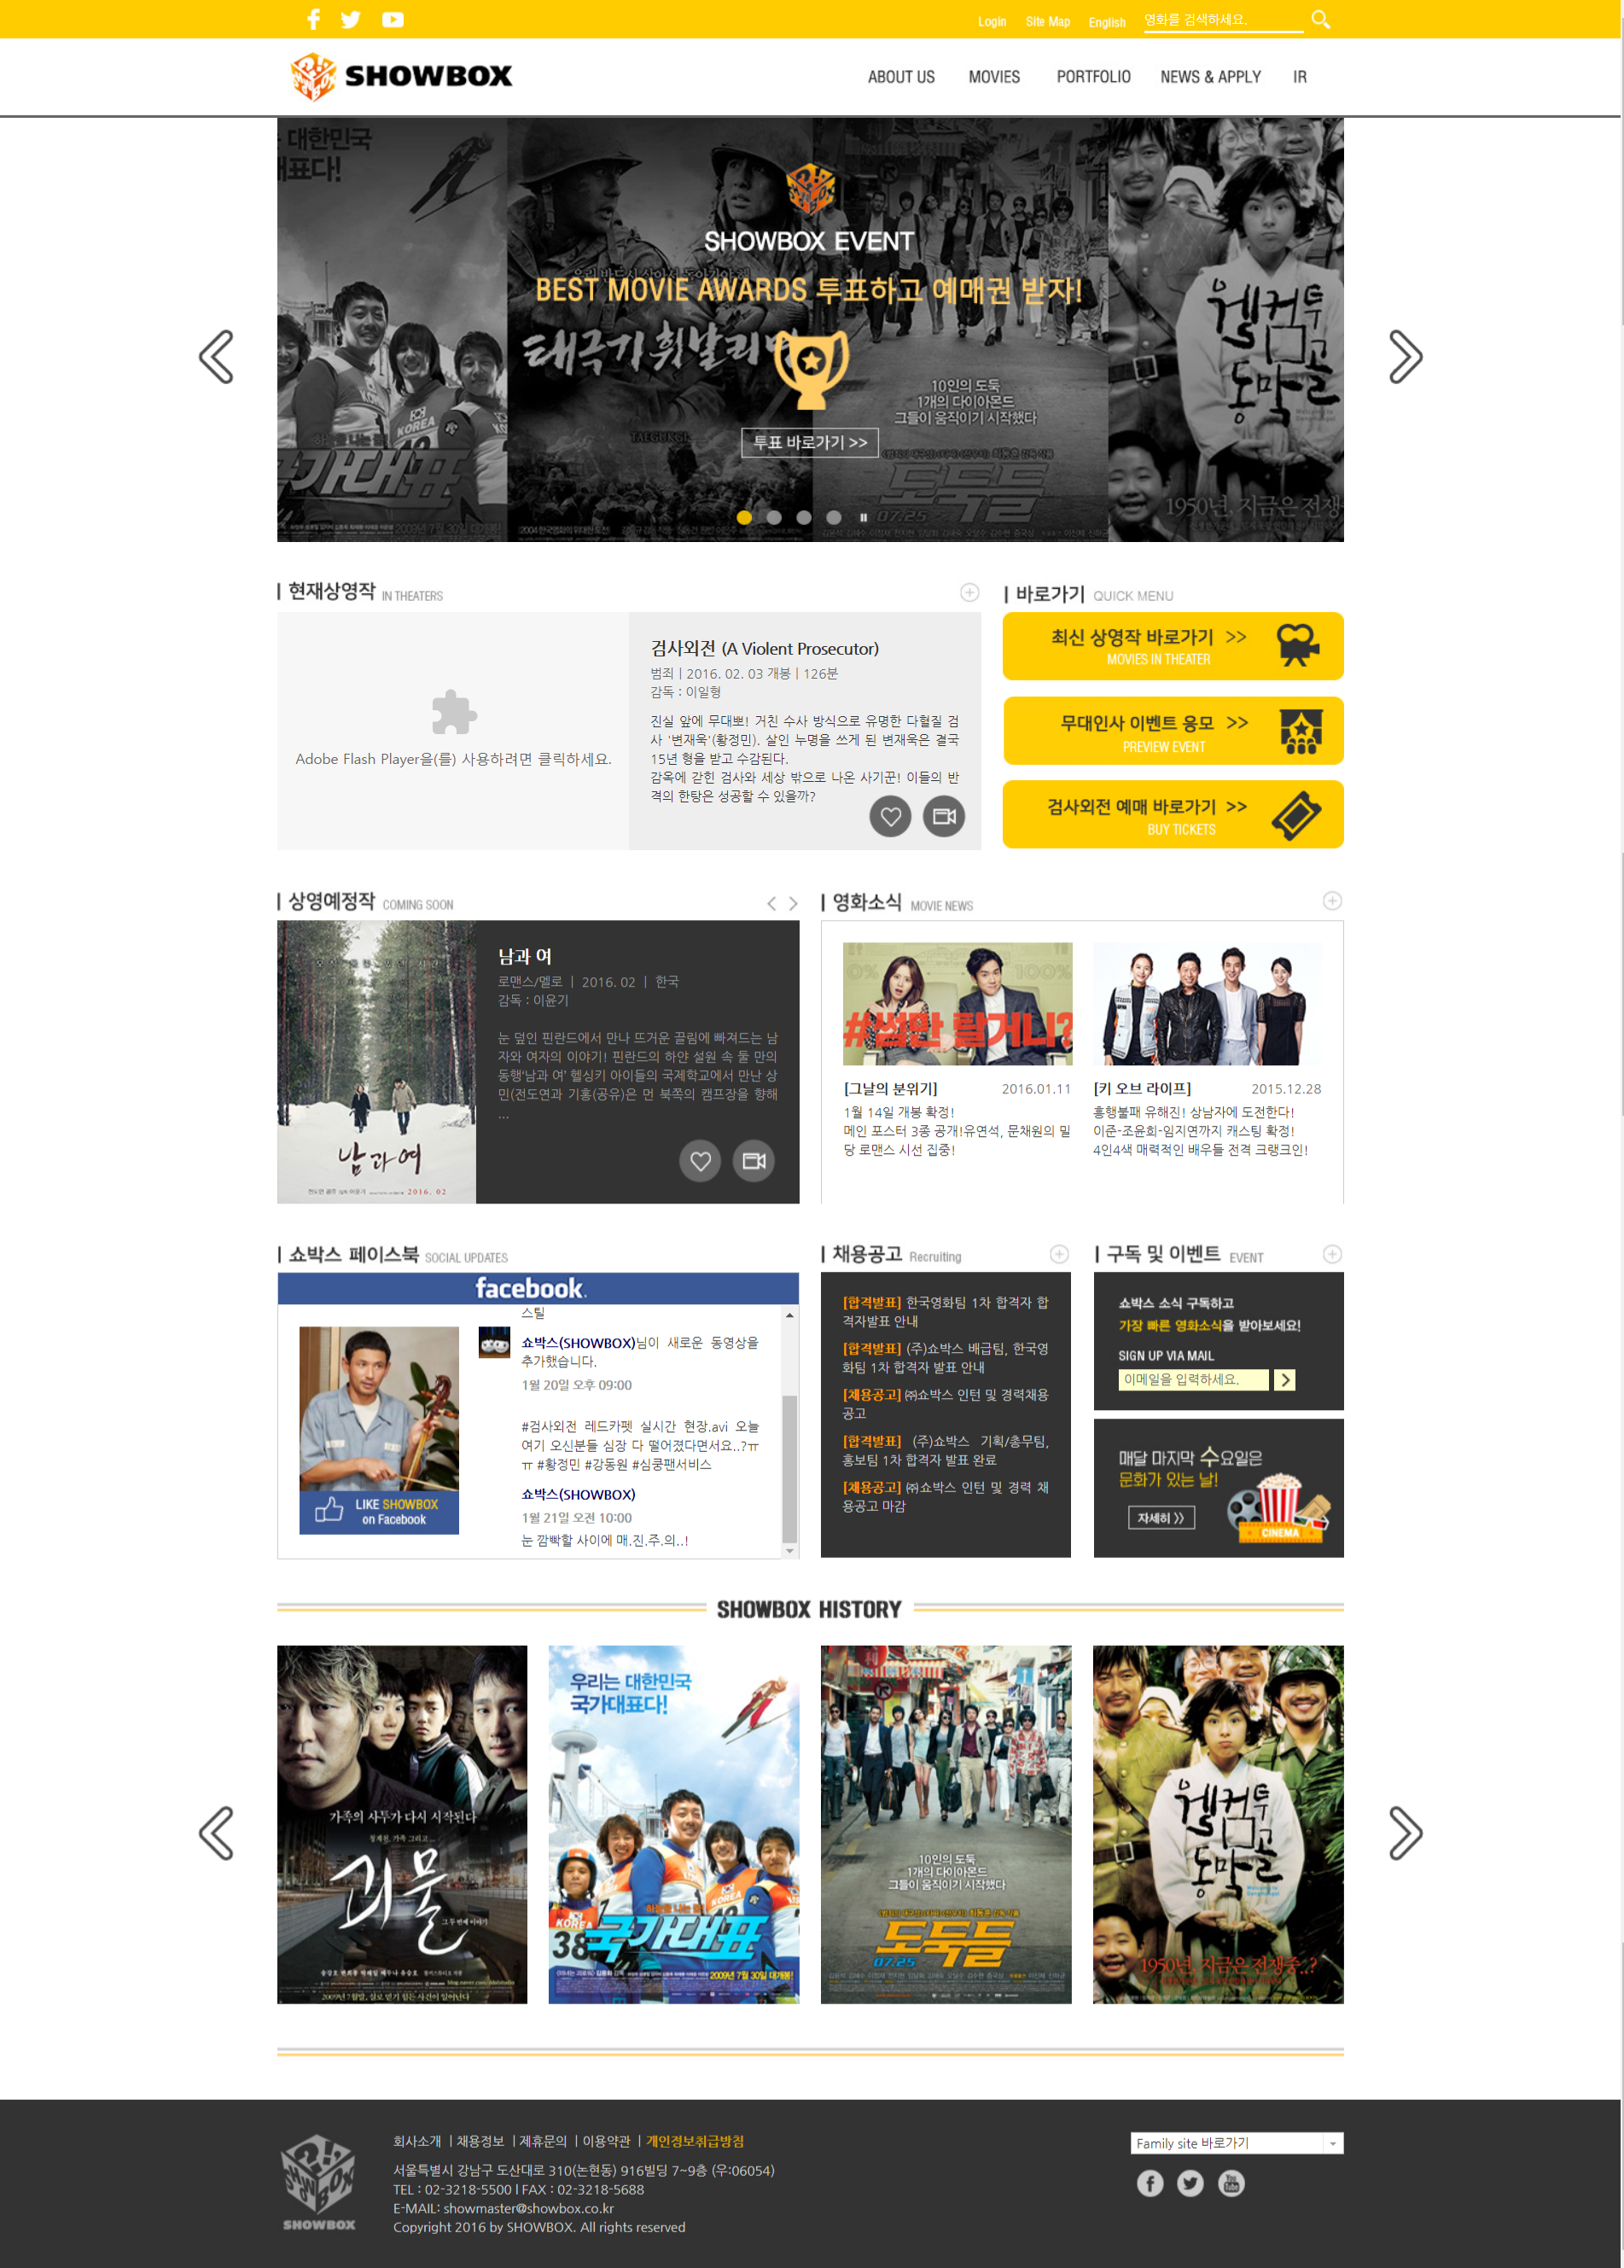 Login Site Map English 영화를 검색하세요.
SHOWBOX
ABOUT US MOVIES PORTFOLIO NEWS & APPLY IR
대한민국
대표다!
SHOWBOX EVENT
BEST MOVIE AWARDS 투표하고 예매권 받자!
태극기 휘날리며
10인의 도둑
1개의 다이아몬드
그들이 움직이기 시작했다
투표 바로가기 >>
KOREA
국가대표
2009년 7월 30일 대개봉
TAEGUKGI
도둑들
07.25
웰컴투
동막골
1950년, 지금은 전쟁
현재상영작 IN THEATERS
Adobe Flash Player을(를) 사용하려면 클릭하세요.
검사외전 (A Violent Prosecutor)
범죄 | 2016. 02. 03 개봉 | 126분
감독 : 이일형
진실 앞에 무대뽀! 거친 수사 방식으로 유명한 다혈질 검
사 '변재욱'(황정민). 살인 누명을 쓰게 된 변재욱은 결국
15년 형을 받고 수감된다.
감옥에 갇힌 검사와 세상 밖으로 나온 사기꾼! 이들의 반
격의 한탕은 성공할 수 있을까?
바로가기 QUICK MENU
최신 상영작 바로가기 >>
MOVIES IN THEATER
무대인사 이벤트 응모 >>
PREVIEW EVENT
검사외전 예매 바로가기 >>
BUY TICKETS
상영예정작 COMING SOON
남과 여
2016. 02
남과 여
로맨스/멜로 | 2016. 02 | 한국
감독 : 이윤기
눈 덮인 핀란드에서 만나 뜨거운 끌림에 빠져드는 남
자와 여자의 이야기! 핀란드의 하얀 설원 속 둘 만의
동행'남과 여' 헬싱키 아이들의 국제학교에서 만난 상
민(전도연과 기홍(공유)은 먼 북쪽의 캠프장을 향해
...
영화소식 MOVIE NEWS
0% 100%
#썸만 탈거니?
[그날의 분위기] 2016.01.11
1월 14일 개봉 확정!
메인 포스터 3종 공개!유연석, 문채원의 밀
당 로맨스 시선 집중!
[키 오브 라이프] 2015.12.28
흥행불패 유해진! 상남자에 도전한다!
이준-조윤희-임지연까지 캐스팅 확정!
4인4색 매력적인 배우들 전격 크랭크인!
쇼박스 페이스북 SOCIAL UPDATES
facebook.
LIKE SHOWBOX
on Facebook
스틸
쇼박스(SHOWBOX)님이 새로운 동영상을
추가했습니다.
1월 20일 오후 09:00
#검사외전 레드카펫 실시간 현장.avi 오늘
여기 오신분들 심장 다 떨어졌다면서요..?ㅠ
ㅠ #황정민 #강동원 #심쿵팬서비스
쇼박스(SHOWBOX)
1월 21일 오전 10:00
눈 깜빡할 사이에 매.진.주.의..!
채용공고 Recruiting
[합격발표] 한국영화팀 1차 합격자 합
격자발표 안내
[합격발표] (주)쇼박스 배급팀, 한국영
화팀 1차 합격자 발표 안내
[채용공고] ㈜쇼박스 인턴 및 경력채용
공고
[합격발표] (주)쇼박스 기획/총무팀,
홍보팀 1차 합격자 발표 완료
[채용공고] ㈜쇼박스 인턴 및 경력 채
용공고 마감
구독 및 이벤트 EVENT
쇼박스 소식 구독하고
가장 빠른 영화소식을 받아보세요!
SIGN UP VIA MAIL
이메일을 입력하세요.
매달 마지막 수요일은
문화가 있는 날!
자세히 》
CINEMA
SHOWBOX HISTORY
가족의 사투가 다시 시작된다
괴물
우리는 대한민국
국가대표다!
KOREA
38
국가대표
2009년 7월 30일 대개봉!
10인의 도둑
1개의 다이아몬드
그들이 움직이기 시작했다
도둑들
07.25
웰컴투
동막골
1950년, 지금은 전쟁중..?
SHOWBOX
회사소개 | 채용정보 | 제휴문의 | 이용약관 | 개인정보취급방침
서울특별시 강남구 도산대로 310(논현동) 916빌딩 7~9층 (우:06054)
TEL : 02-3218-5500 l FAX : 02-3218-5688
E-MAIL: showmaster@showbox.co.kr
Copyright 2016 by SHOWBOX. All rights reserved
Family site 바로가기